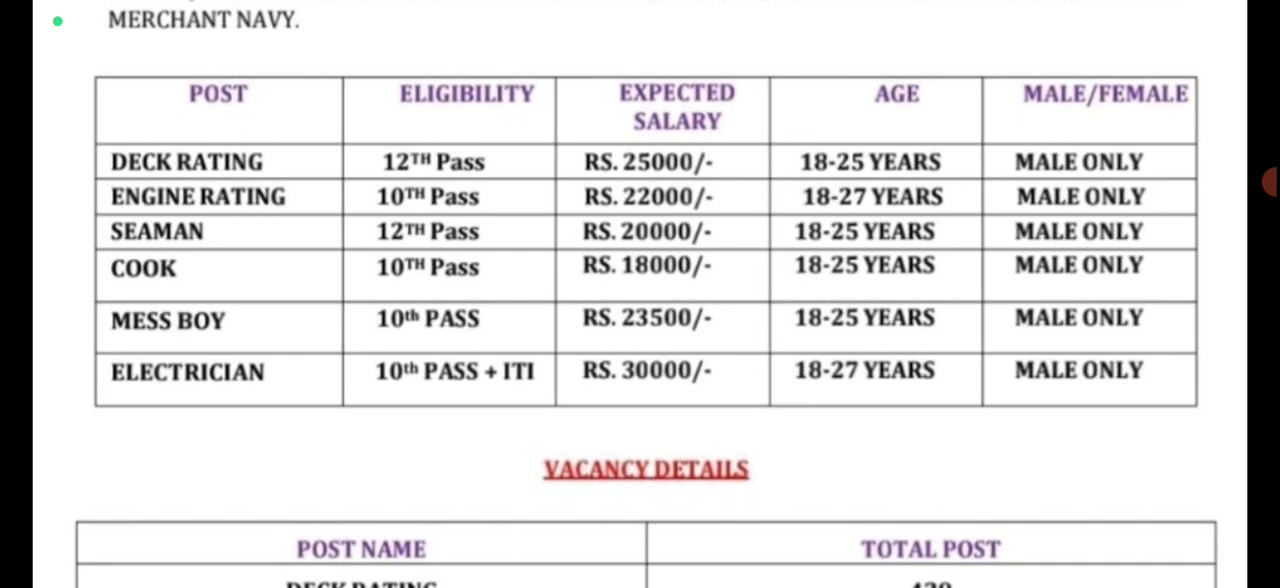 MERCHANT NAVY.
POST ELIGIBILITY EXPECTED SALARY AGE MALE/FEMALE
DECK RATING 12TH Pass RS. 25000/- 18-25 YEARS MALE ONLY
ENGINE RATING 10TH Pass RS. 22000/- 18-27 YEARS MALE ONLY
SEAMAN 12TH Pass RS. 20000/- 18-25 YEARS MALE ONLY
COOK 10TH Pass RS. 18000/- 18-25 YEARS MALE ONLY
MESS BOY 10th PASS RS. 23500/- 18-25 YEARS MALE ONLY
ELECTRICIAN 10th PASS + ITI RS. 30000/- 18-27 YEARS MALE ONLY
VACANCY DETAILS
POST NAME TOTAL POST
DECK RATING